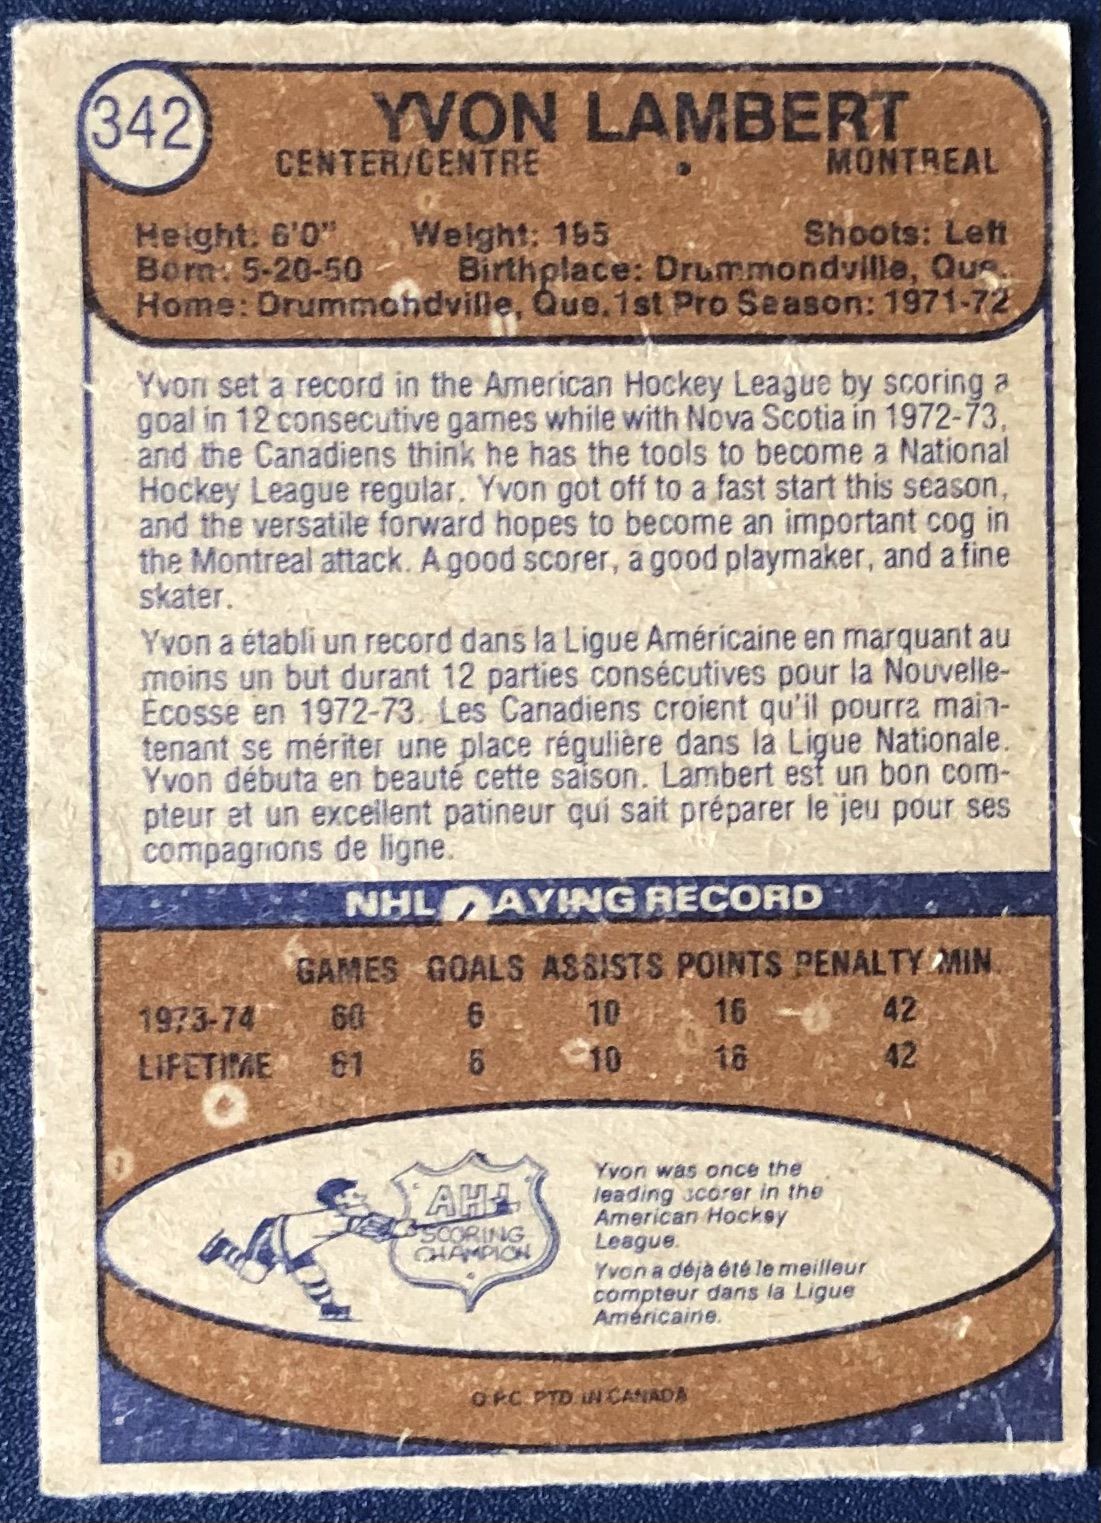 342
YVON LAMBERT
CENTER/CENTRE • MONTREAL
Height: 6'0" Weight: 195 Shoots: Left
Born: 5-20-50 Birthplace: Drummondville, Que.
Home: Drummondville, Que. 1st Pro Season: 1971-72
Yvon set a record in the American Hockey League by scoring a
goal in 12 consecutive games while with Nova Scotia in 1972-73,
and the Canadiens think he has the tools to become a National
Hockey League regular. Yvon got off to a fast start this season,
and the versatile forward hopes to become an important cog in
the Montreal attack. A good scorer, a good playmaker, and a fine
skater.
Yvon a établi un record dans la Ligue Américaine en marquant au
moins un but durant 12 parties consécutives pour la Nouvelle-
Ecosse en 1972-73. Les Canadiens croient qu'il pourra main-
tenant se mériter une place régulière dans la Ligue Nationale.
Yvon débuta en beauté cette saison. Lambert est un bon com-
pteur et un excellent patineur qui sait préparer le jeu pour ses
compagnons de ligne.
NHL PLAYING RECORD
GAMES GOALS ASSISTS POINTS PENALTY MIN.
1973-74 60 6 10 16 42
LIFETIME 61 6 10 16 42
AHL
SCORING
CHAMPION
Yvon was once the
leading scorer in the
American Hockey
League.
Yvon a déjà été le meilleur
compteur dans la Ligue
Américaine.
O.P.C. PTD. IN CANADA